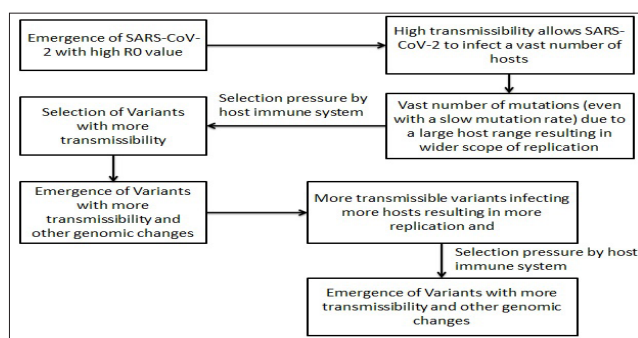 Emergence of SARS-CoV-
2 with high R0 value
High transmissibility allows SARS-
CoV-2 to infect a vast number of
hosts
Selection pressure by
host immune system
Vast number of mutations (even
with a slow mutation rate) due to
a large host range resulting in
wider scope of replication
Selection of Variants
with more
transmissibility
Emergence of Variants
with more
transmissibility and
other genomic changes
More transmissible variants infecting
more hosts resulting in more
replication and
Selection pressure by host
immune system
Emergence of Variants with more
transmissibility and other genomic
changes